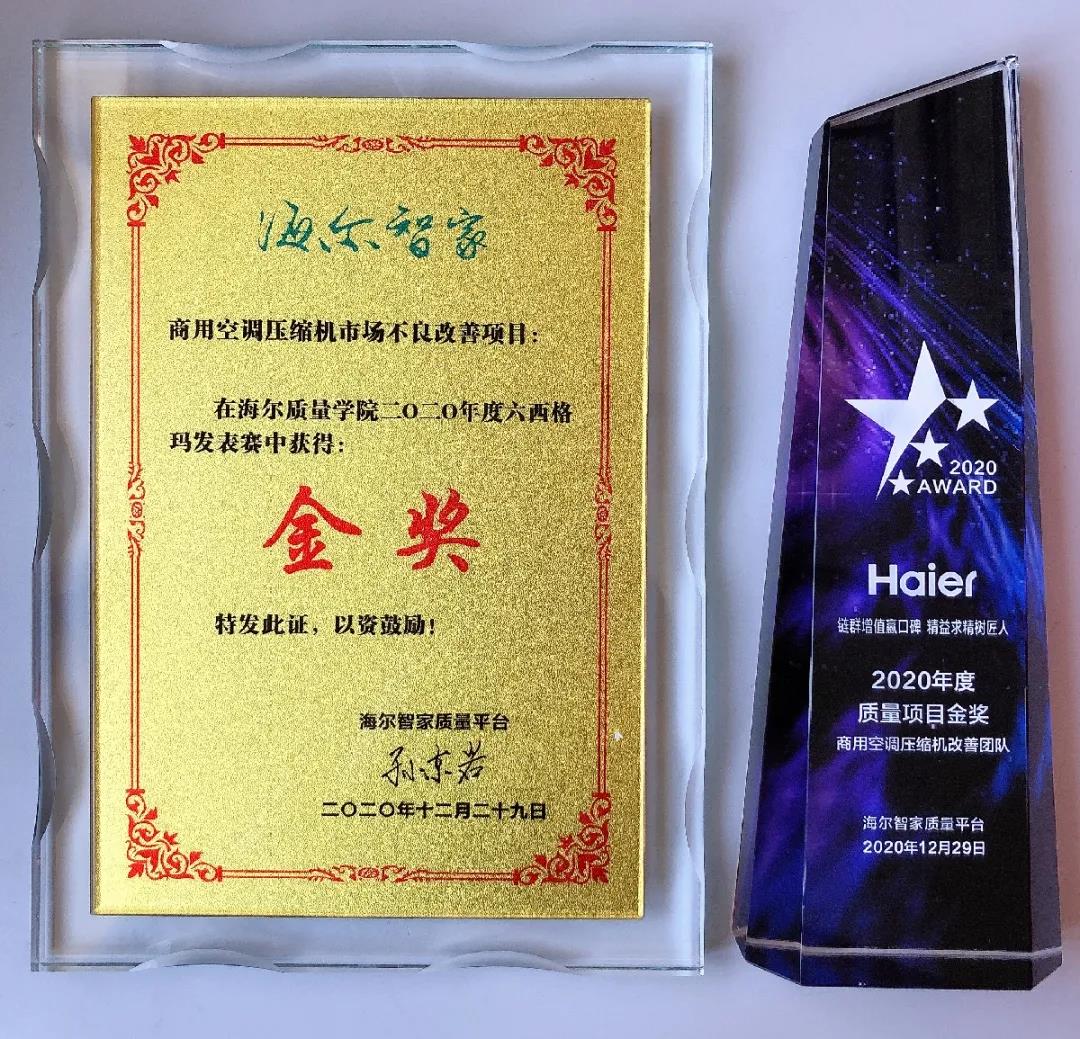 海尔智家
商用空调压缩机市场不良改善项目：
在海尔质量学院二〇二〇年度六西格
玛发表赛中获得：
金奖
特发此证，以资鼓励！
海尔智家质量平台
二〇二〇年十二月二十九日
2020
AWARD
Haier
链群增值赢口碑 精益求精树匠人
2020年度
质量项目金奖
商用空调压缩机改善团队
海尔智家质量平台
2020年12月29日